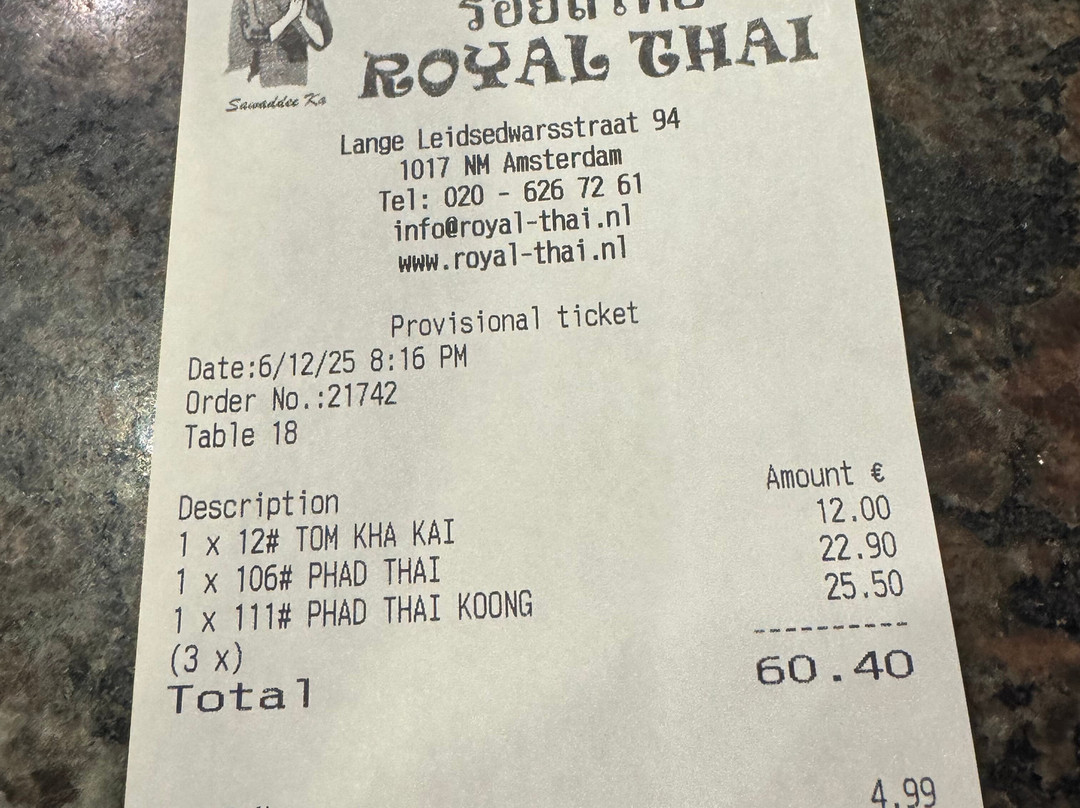 Sawaddee Ka
ROYAL THAI
Lange Leidsedwarsstraat 94
1017 NM Amsterdam
Tel: 020 - 626 72 61
info@royal-thai.nl
www.royal-thai.nl
Provisional ticket
Date:6/12/25 8:16 PM
Order No.:21742
Table 18
Description Amount €
1 x 12# TOM KHA KAI 12.00
1 x 106# PHAD THAI 22.90
1 x 111# PHAD THAI KOONG 25.50
----------
(3 x)
Total 60.40
4.99